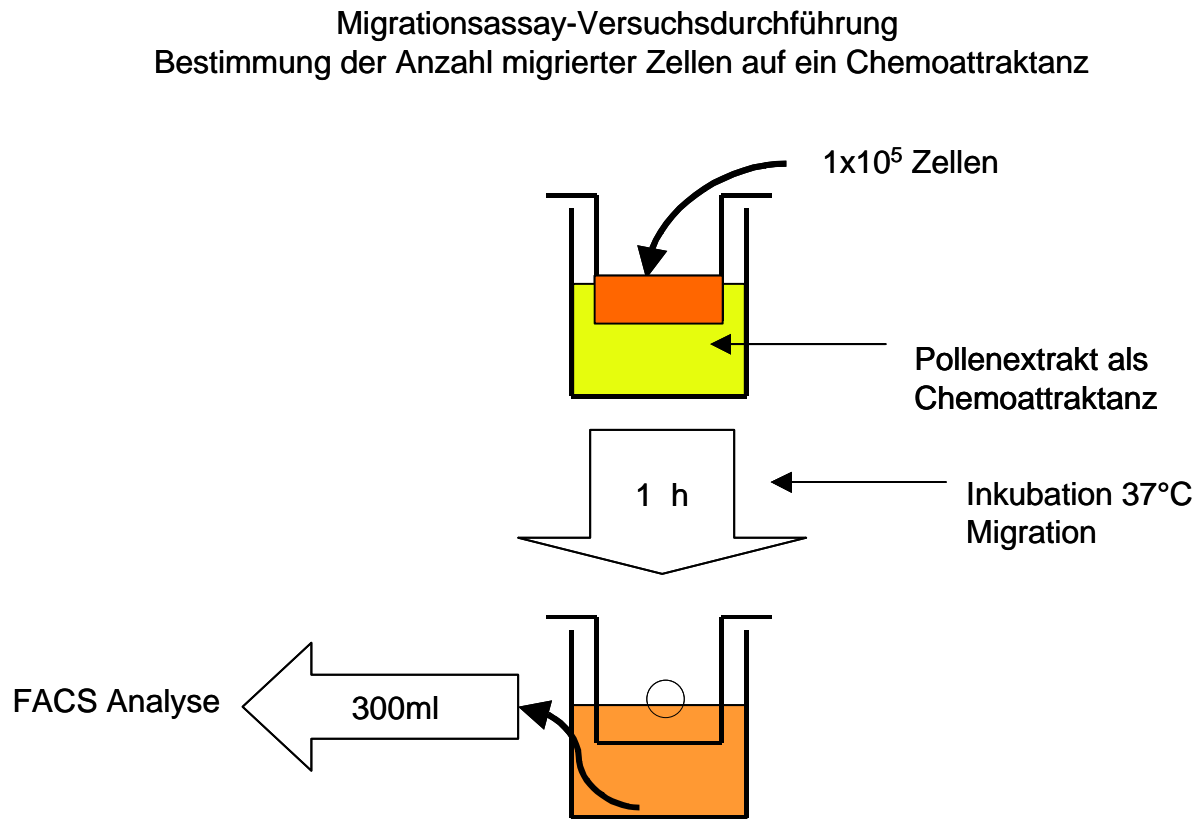 Migrationsassay-Versuchsdurchführung
Bestimmung der Anzahl migrierter Zellen auf ein Chemoattraktanz
1x10⁵ Zellen
Pollenextrakt als
Chemoattraktanz
1 h
Inkubation 37°C
Migration
FACS Analyse
300ml